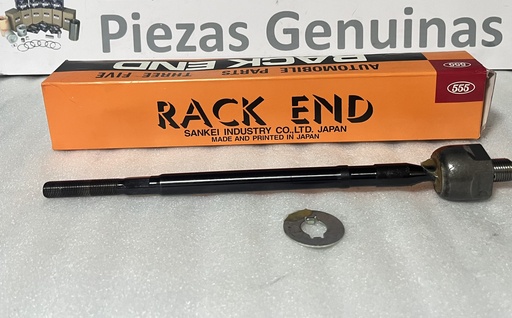 Piezas Genuinas
RACK END
AUTOMOBILE PARTS THREE FIVE
555
RACK END
555
SANKEI INDUSTRY CO.,LTD. JAPAN
MADE AND PRINTED IN JAPAN